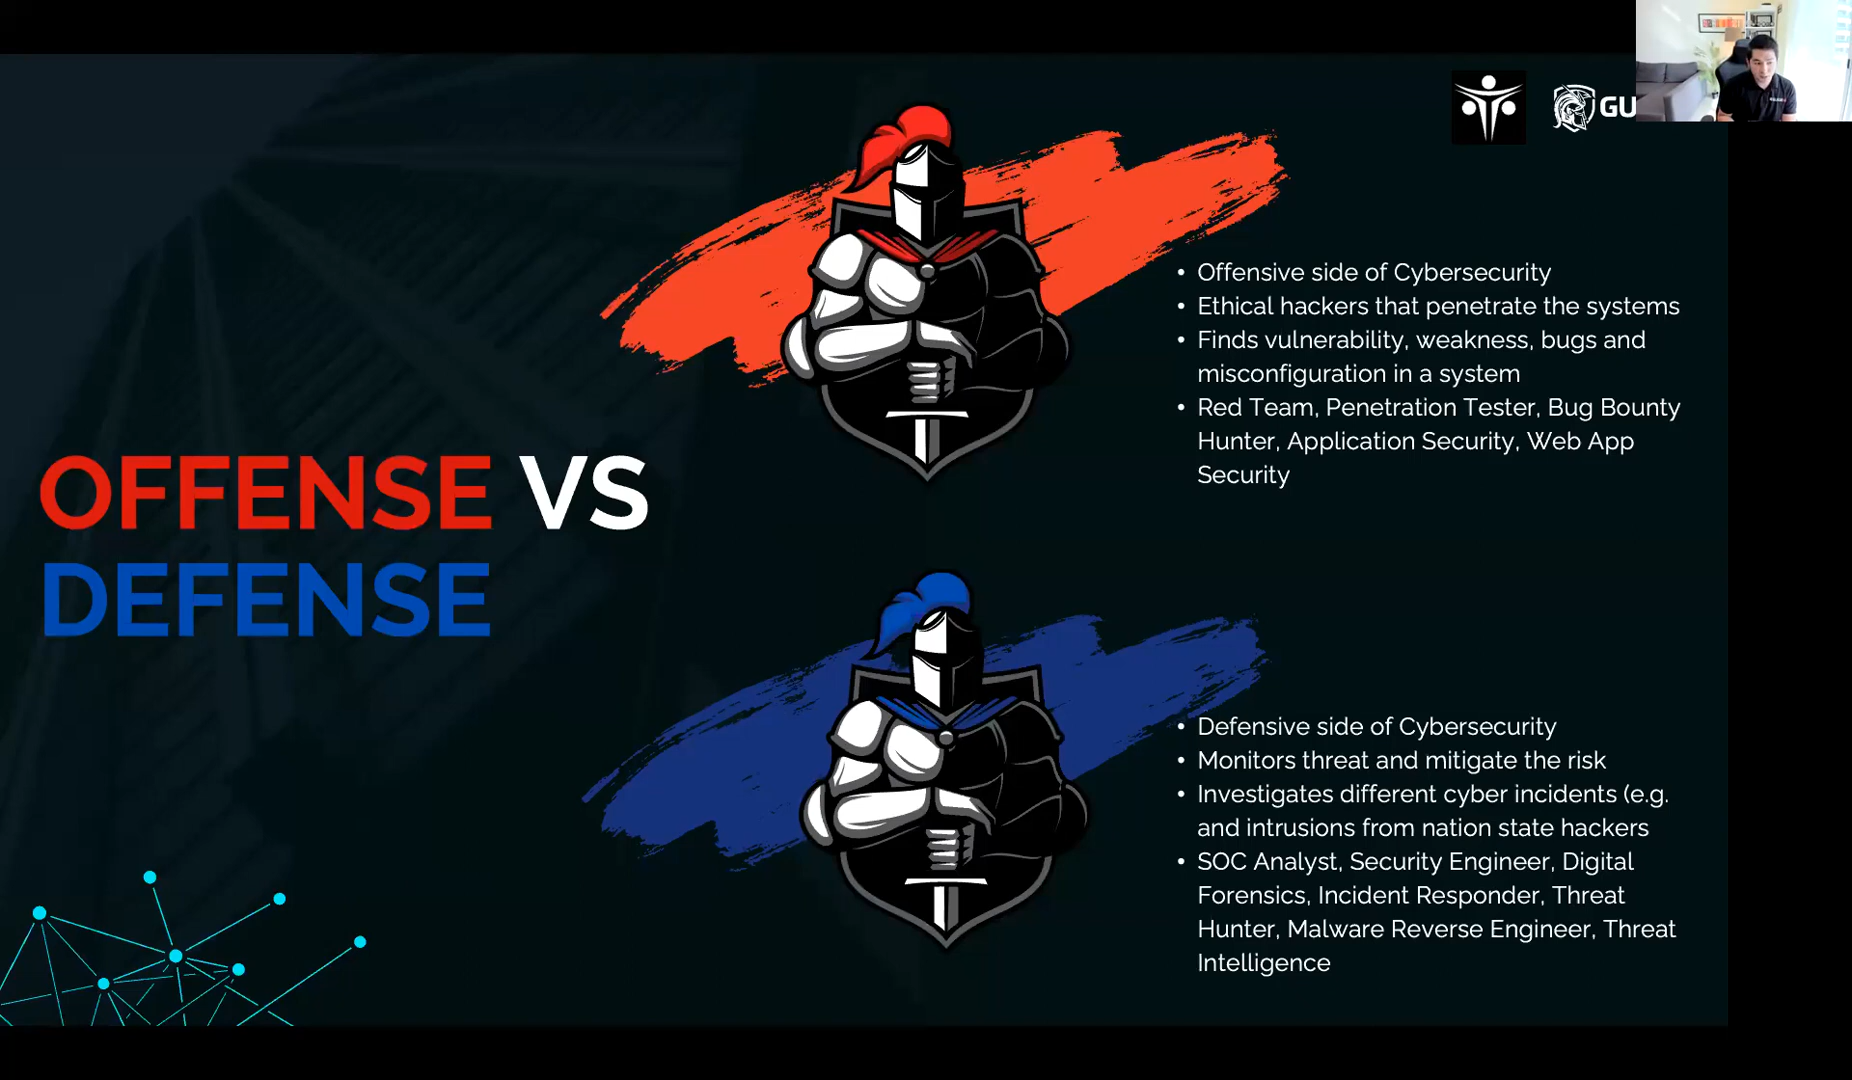 GU
OFFENSE VS
DEFENSE
• Offensive side of Cybersecurity
• Ethical hackers that penetrate the systems
• Finds vulnerability, weakness, bugs and
misconfiguration in a system
• Red Team, Penetration Tester, Bug Bounty
Hunter, Application Security, Web App
Security
• Defensive side of Cybersecurity
• Monitors threat and mitigate the risk
• Investigates different cyber incidents (e.g.
and intrusions from nation state hackers
• SOC Analyst, Security Engineer, Digital
Forensics, Incident Responder, Threat
Hunter, Malware Reverse Engineer, Threat
Intelligence